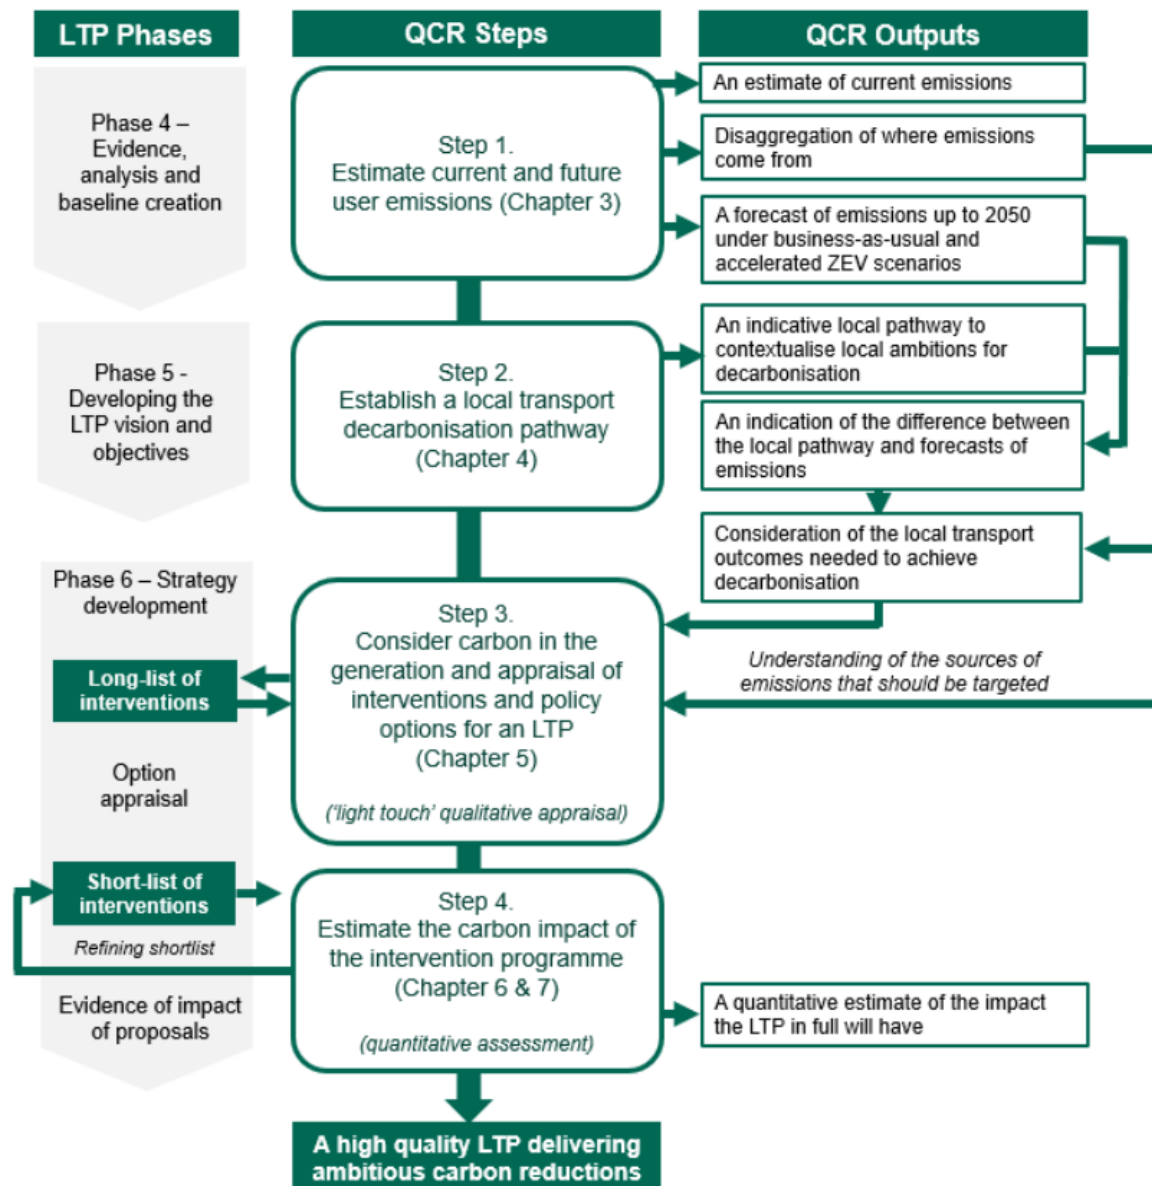 LTP Phases
QCR Steps
QCR Outputs
Phase 4 –
Evidence,
analysis and
baseline creation
Step 1.
Estimate current and future
user emissions (Chapter 3)
An estimate of current emissions
Disaggregation of where emissions
come from
A forecast of emissions up to 2050
under business-as-usual and
accelerated ZEV scenarios
Phase 5 -
Developing the
LTP vision and
objectives
Step 2.
Establish a local transport
decarbonisation pathway
(Chapter 4)
An indicative local pathway to
contextualise local ambitions for
decarbonisation
An indication of the difference between
the local pathway and forecasts of
emissions
Consideration of the local transport
outcomes needed to achieve
decarbonisation
Phase 6 – Strategy
development
Long-list of
interventions
Option
appraisal
Step 3.
Consider carbon in the
generation and appraisal of
interventions and policy
options for an LTP
(Chapter 5)
('light touch' qualitative appraisal)
Understanding of the sources of
emissions that should be targeted
Short-list of
interventions
Refining shortlist
Evidence of impact
of proposals
Step 4.
Estimate the carbon impact of
the intervention programme
(Chapter 6 & 7)
(quantitative assessment)
A quantitative estimate of the impact
the LTP in full will have
A high quality LTP delivering
ambitious carbon reductions